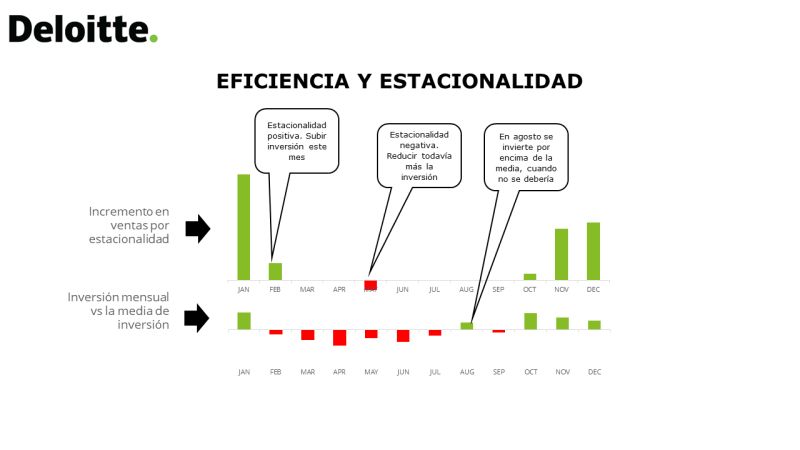 Deloitte.
EFICIENCIA Y ESTACIONALIDAD
Estacionalidad
positiva. Subir
inversión este
mes
Estacionalidad
negativa.
Reducir todavía
más la
inversión
En agosto se
invierte por
encima de la
media, cuando
no se debería
Incremento en
ventas por
estacionalidad
JAN FEB MAR APR MAY JUN JUL AUG SEP OCT NOV DEC
Inversión mensual
vs la media de
inversión
JAN FEB MAR APR MAY JUN JUL AUG SEP OCT NOV DEC